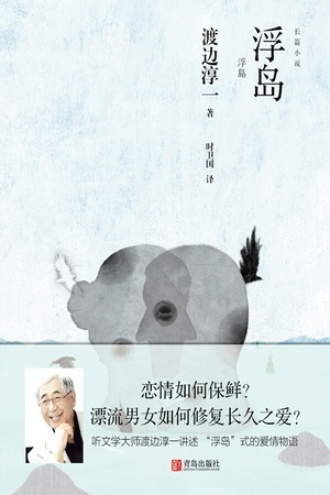 长篇小说
浮岛
浮島
渡边淳一
著
时卫国
译
恋情如何保鲜?
漂流男女如何修复长久之爱?
听文学大师渡边淳一讲述“浮岛”式的爱情物语
青岛出版社